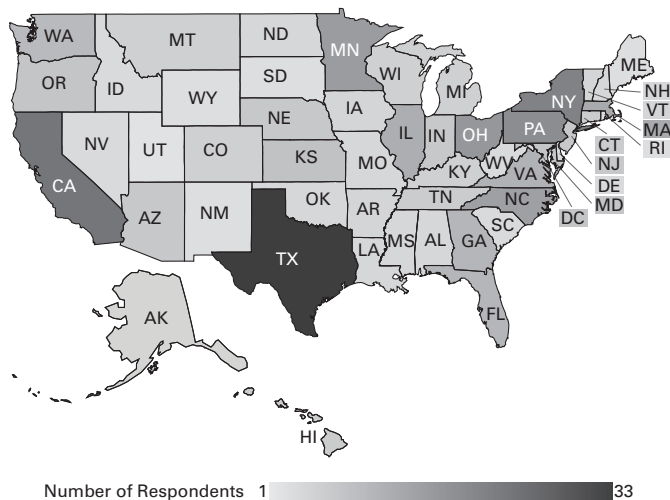 WA
MT
ND
MN
ME
OR
ID
SD
WI
MI
NH
VT
WY
NY
MA
IA
NE
PA
CT
RI
NV
UT
CO
IL
IN
OH
NJ
CA
KS
MO
WV
VA
DE
KY
MD
AZ
NM
OK
TN
NC
DC
AR
SC
TX
LA
MS
AL
GA
AK
FL
HI
Number of Respondents 1 33